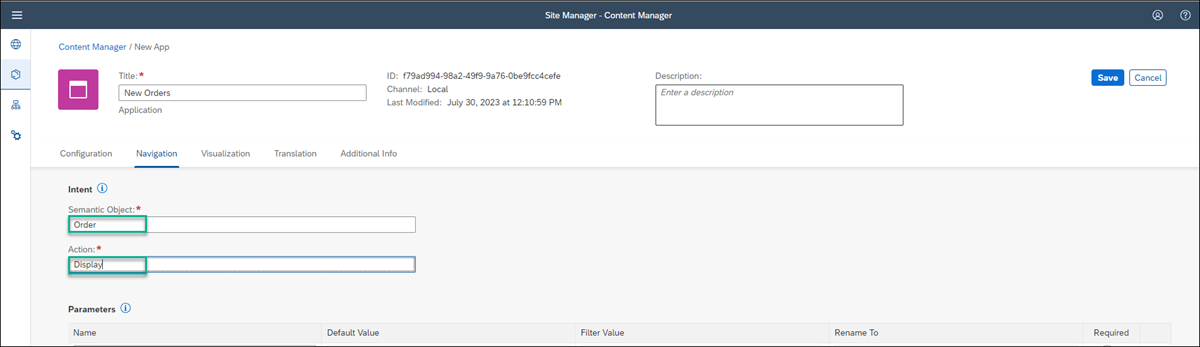 Site Manager - Content Manager
Content Manager / New App
Title:*
New Orders
Application
ID: f79ad994-98a2-49f9-9a76-0be9fcc4cefe
Channel: Local
Last Modified: July 30, 2023 at 12:10:59 PM
Description:
Enter a description
Save
Cancel
Configuration Navigation Visualization Translation Additional Info
Intent
Semantic Object:*
Order
Action:*
Display
Parameters
Name Default Value Filter Value Rename To Required